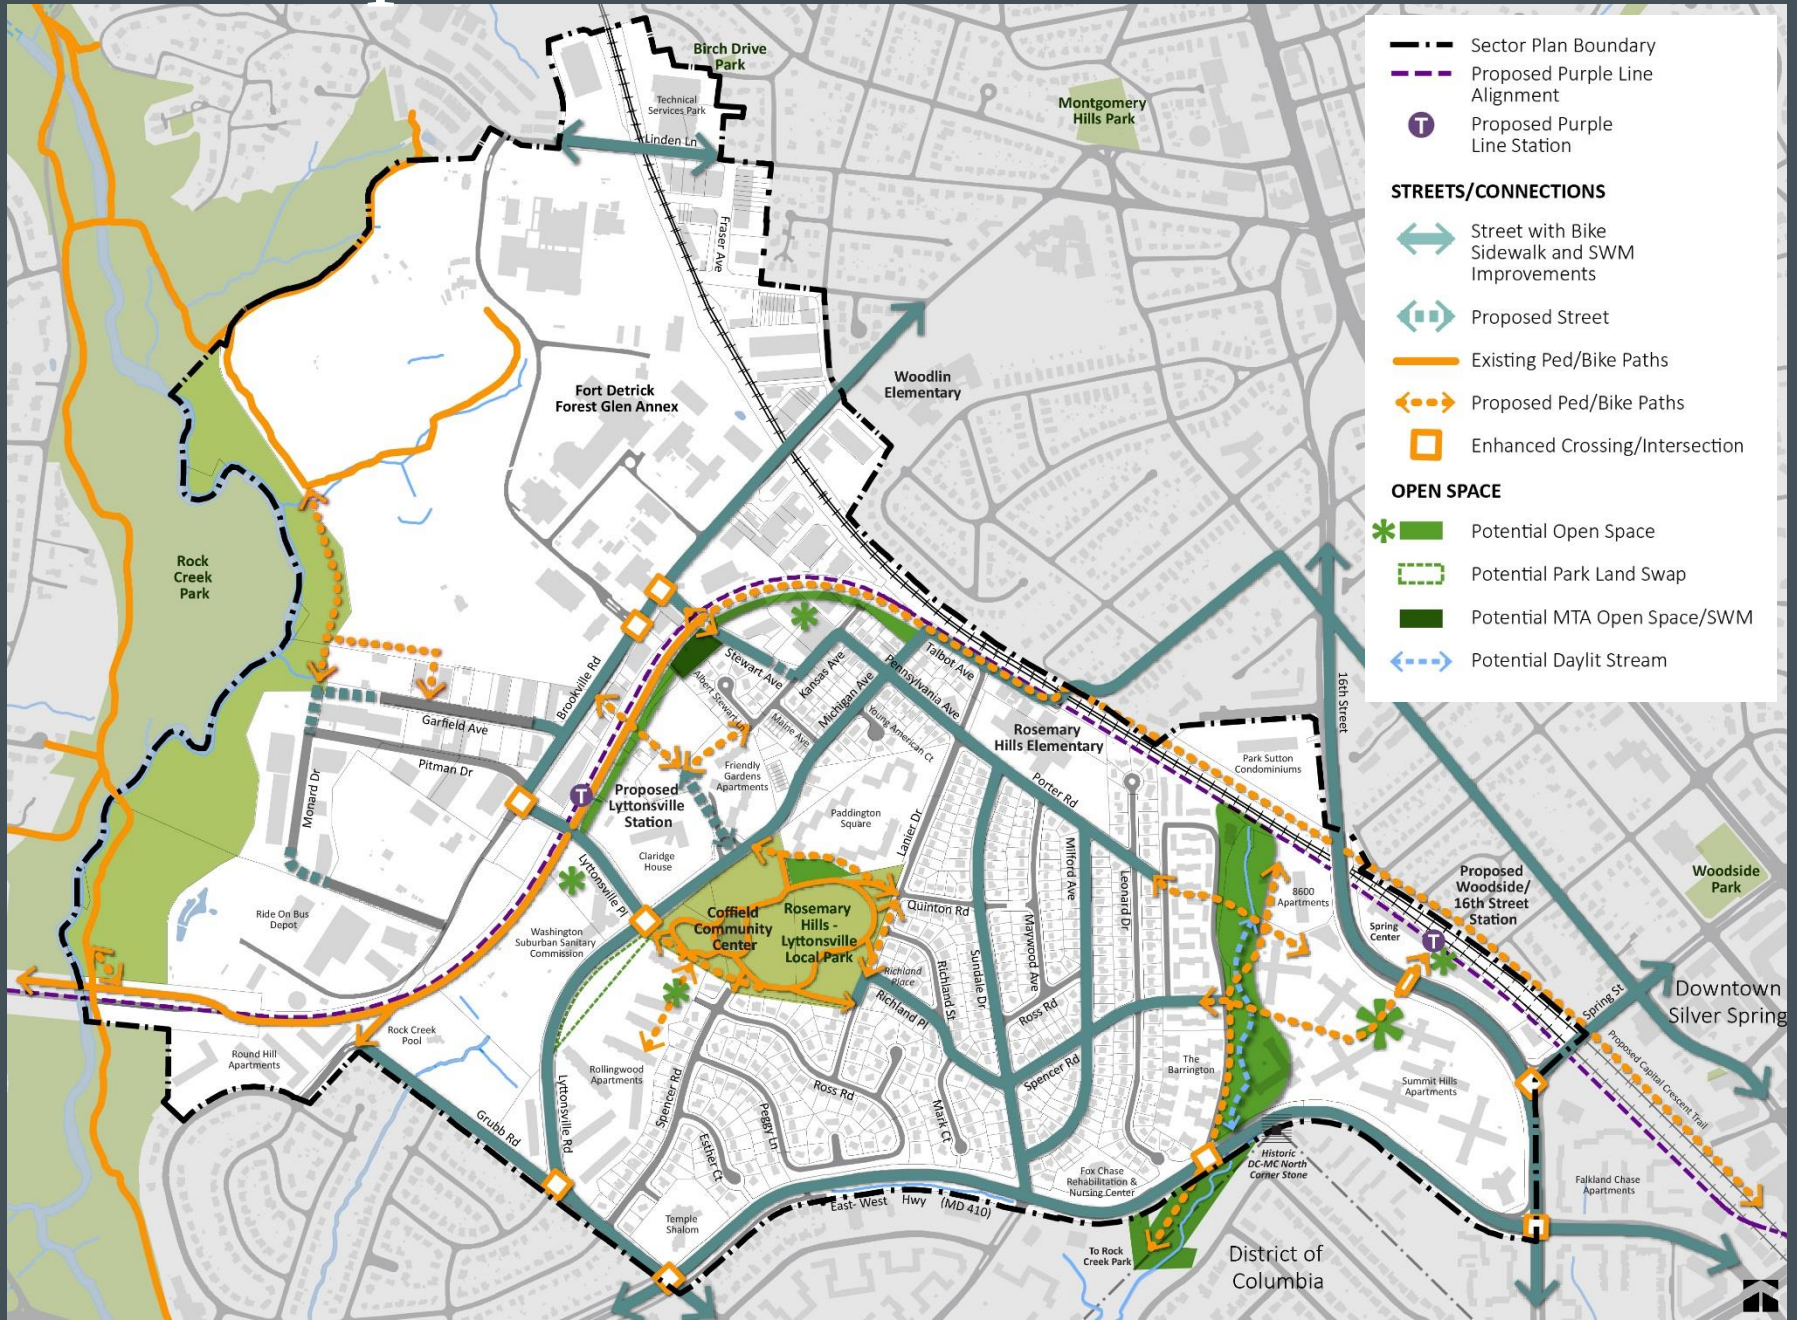 Sector Plan Boundary
Proposed Purple Line
Alignment
T
Proposed Purple
Line Station
STREETS/CONNECTIONS
Street with Bike
Sidewalk and SWM
Improvements
Proposed Street
Existing Ped/Bike Paths
Proposed Ped/Bike Paths
Enhanced Crossing/Intersection
OPEN SPACE
Potential Open Space
Potential Park Land Swap
Potential MTA Open Space/SWM
Potential Daylit Stream
Birch Drive
Park
Technical
Services Park
Linden Ln
Fraser Ave
Montgomery
Hills Park
Fort Detrick
Forest Glen Annex
Woodlin
Elementary
Rock
Creek
Park
Brookville Rd
Stewart Ave
Kansas Ave
Talbot Ave
Pennsylvania Ave
Michigan Ave
Albert Stewart Ln
Maine Ave
Young American Ct
16th Street
Garfield Ave
Pitman Dr
Monard Dr
Rosemary
Hills Elementary
Park Sutton
Condominiums
Friendly
Gardens
Apartments
T
Proposed
Lyttonsville
Station
Porter Rd
Paddington
Square
Lanier Dr
Claridge
House
Lyttonsville Pl
Milford Ave
Leonard Dr
Woodside
Park
Proposed
Woodside/
16th Street
Station
T
8600
Apartments
Spring
Center
Ride On Bus
Depot
Washington
Suburban Sanitary
Commission
Coffield
Community
Center
Rosemary
Hills -
Lyttonsville
Local Park
Quinton Rd
Maywood Ave
Richland
Place
Richland St
Sundale Dr
Richland Pl
Ross Rd
Downtown
Silver Spring
Spring St
Proposed Capital Crescent Trail
Rock Creek
Pool
Round Hill
Apartments
Rollingwood
Apartments
Spencer Rd
Ross Rd
Spencer Rd
The
Barrington
Summit Hills
Apartments
Grubb Rd
Lyttonsville Rd
Peggy Ln
Mark Ct
Esther Ct
Historic
DC-MC North
Corner Stone
Fox Chase
Rehabilitation &
Nursing Center
Falkland Chase
Apartments
East- West Hwy (MD 410)
Temple
Shalom
To Rock
Creek Park
District of
Columbia